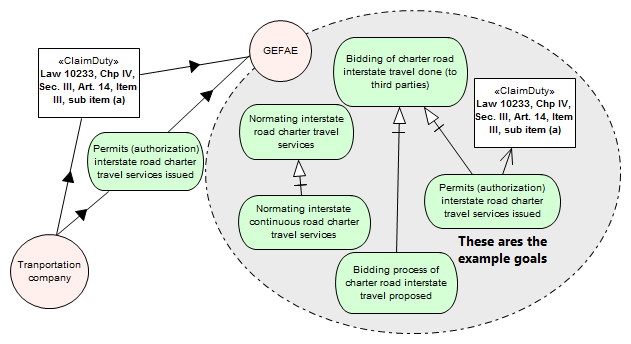 GEFAE
«ClaimDuty»
Law 10233, Chp IV,
Sec. III, Art. 14, Item
III, sub item (a)
Bidding of charter road
interstate travel done (to
third parties)
«ClaimDuty»
Law 10233, Chp IV,
Sec. III, Art. 14, Item
III, sub item (a)
Normating interstate
road charter travel
services
Permits (authorization)
interstate road charter
travel services issued
Permits (authorization)
interstate road charter
travel services issued
Normating interstate
continuous road charter
travel services
These ares the
example goals
Tranportation
company
Bidding process of
charter road interstate
travel proposed